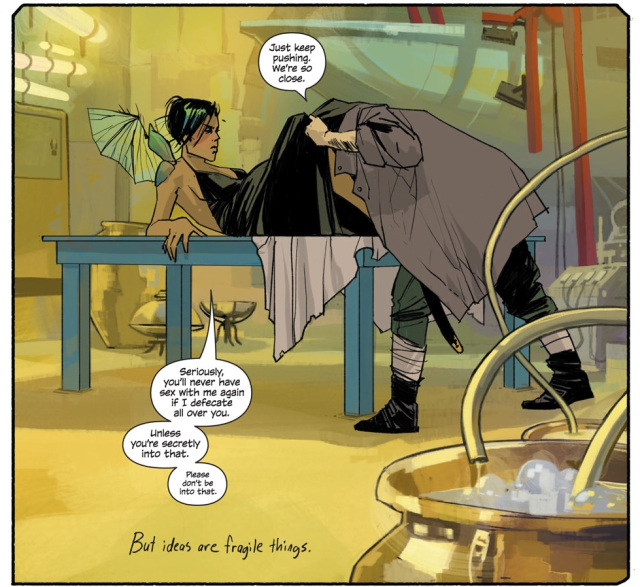 Just keep
pushing.
We're so
close.
Seriously,
you'll never have
sex with me again
if I defecate
all over you.
Unless
you're secretly
into that.
Please
don't be
into that.
But ideas are fragile things.